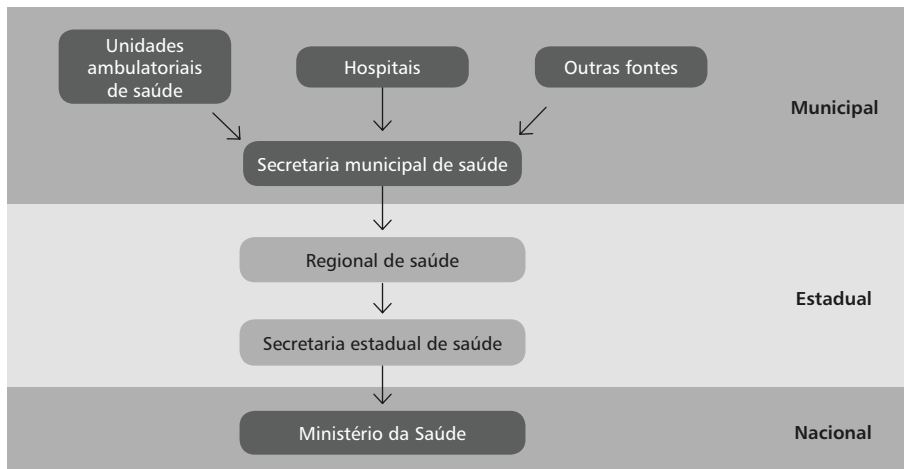 Unidades
ambulatoriais
de saúde
Hospitais
Outras fontes
Municipal
Secretaria municipal de saúde
Regional de saúde
Estadual
Secretaria estadual de saúde
Ministério da Saúde
Nacional